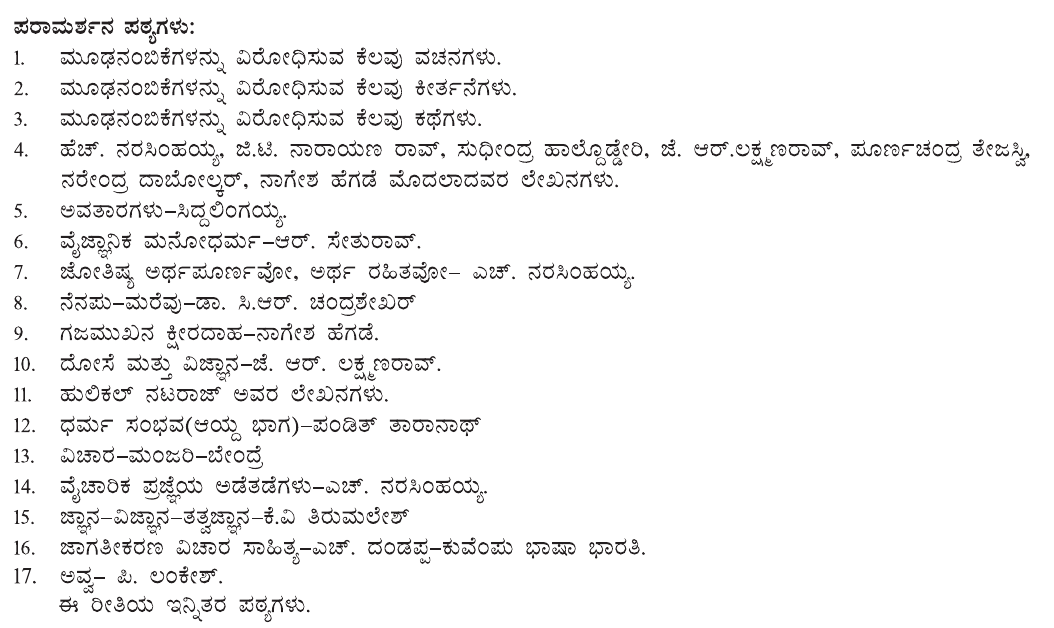 ಪರಾಮರ್ಶನ ಪಠ್ಯಗಳು:
1. ಮೂಢನಂಬಿಕೆಗಳನ್ನು ವಿರೋಧಿಸುವ ಕೆಲವು ವಚನಗಳು.
2. ಮೂಢನಂಬಿಕೆಗಳನ್ನು ವಿರೋಧಿಸುವ ಕೆಲವು ಕೀರ್ತನೆಗಳು.
3. ಮೂಢನಂಬಿಕೆಗಳನ್ನು ವಿರೋಧಿಸುವ ಕೆಲವು ಕಥೆಗಳು.
4. ಹೆಚ್. ನರಸಿಂಹಯ್ಯ, ಜಿ.ಟಿ. ನಾರಾಯಣ ರಾವ್, ಸುಧೀಂದ್ರ ಹಾಲ್ದೊಡ್ಡೇರಿ, ಜೆ. ಆರ್.ಲಕ್ಷ್ಮಣರಾವ್, ಪೂರ್ಣಚಂದ್ರ ತೇಜಸ್ವಿ,
ನರೇಂದ್ರ ದಾಬೋಲ್ಕರ್, ನಾಗೇಶ ಹೆಗಡೆ ಮೊದಲಾದವರ ಲೇಖನಗಳು.
5. ಅವತಾರಗಳು–ಸಿದ್ದಲಿಂಗಯ್ಯ.
6. ವೈಜ್ಞಾನಿಕ ಮನೋಧರ್ಮ–ಆರ್. ಸೇತುರಾವ್.
7. ಜೋತಿಷ್ಯ ಅರ್ಥಪೂರ್ಣವೋ, ಅರ್ಥ ರಹಿತವೋ– ಎಚ್. ನರಸಿಂಹಯ್ಯ.
8. ನೆನಪು–ಮರೆವು–ಡಾ. ಸಿ.ಆರ್. ಚಂದ್ರಶೇಖರ್
9. ಗಜಮುಖನ ಕ್ಷೀರದಾಹ–ನಾಗೇಶ ಹೆಗಡೆ.
10. ದೋಸೆ ಮತ್ತು ವಿಜ್ಞಾನ–ಜೆ. ಆರ್. ಲಕ್ಷ್ಮಣರಾವ್.
11. ಹುಲಿಕಲ್ ನಟರಾಜ್ ಅವರ ಲೇಖನಗಳು.
12. ಧರ್ಮ ಸಂಭವ(ಆಯ್ದ ಭಾಗ)–ಪಂಡಿತ್ ತಾರಾನಾಥ್
13. ವಿಚಾರ–ಮಂಜರಿ–ಬೇಂದ್ರೆ
14. ವೈಚಾರಿಕ ಪ್ರಜ್ಞೆಯ ಅಡೆತಡೆಗಳು–ಎಚ್. ನರಸಿಂಹಯ್ಯ.
15. ಜ್ಞಾನ–ವಿಜ್ಞಾನ–ತತ್ವಜ್ಞಾನ–ಕೆ.ವಿ ತಿರುಮಲೇಶ್
16. ಜಾಗತೀಕರಣ ವಿಚಾರ ಸಾಹಿತ್ಯ–ಎಚ್. ದಂಡಪ್ಪ–ಕುವೆಂಪು ಭಾಷಾ ಭಾರತಿ.
17. ಅವ್ವ– ಪಿ. ಲಂಕೇಶ್.
ಈ ರೀತಿಯ ಇನ್ನಿತರ ಪಠ್ಯಗಳು.